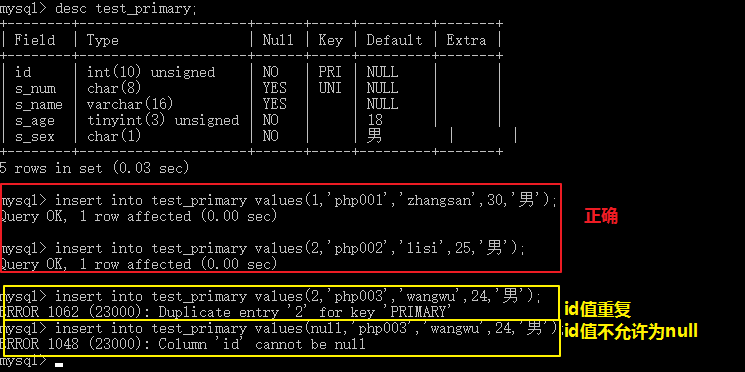 mysql> desc test_primary;
+--------+---------------------+------+-----+---------+-------+
| Field | Type | Null | Key | Default | Extra |
+--------+---------------------+------+-----+---------+-------+
| id | int(10) unsigned | NO | PRI | NULL | |
| s_num | char(8) | YES | UNI | NULL | |
| s_name | varchar(16) | YES | | NULL | |
| s_age | tinyint(3) unsigned | NO | | 18 | |
| s_sex | char(1) | NO | | 男 | |
+--------+---------------------+------+-----+---------+-------+
5 rows in set (0.03 sec)
mysql> insert into test_primary values(1,'php001','zhangsan',30,'男');
Query OK, 1 row affected (0.00 sec)
正确
mysql> insert into test_primary values(2,'php002','lisi',25,'男');
Query OK, 1 row affected (0.00 sec)
mysql> insert into test_primary values(2,'php003','wangwu',24,'男');
ERROR 1062 (23000): Duplicate entry '2' for key 'PRIMARY'
id值重复
mysql> insert into test_primary values(null,'php003','wangwu',24,'男');
id值不允许为null
ERROR 1048 (23000): Column 'id' cannot be null
mysql>